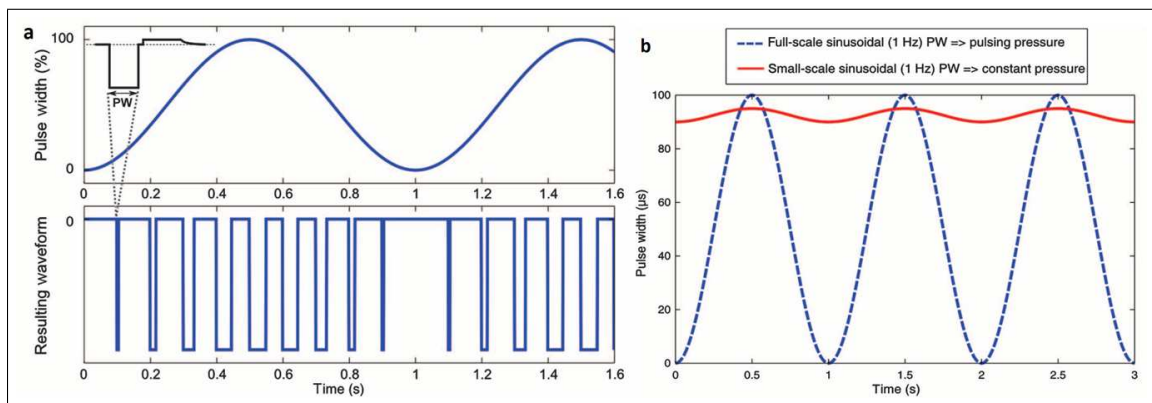 a
100
Pulse width (%)
0
PW
0 0.2 0.4 0.6 0.8 1 1.2 1.4 1.6
0
Resulting waveform
0 0.2 0.4 0.6 0.8 1 1.2 1.4 1.6
Time (s)
b
Full-scale sinusoidal (1 Hz) PW => pulsing pressure
Small-scale sinusoidal (1 Hz) PW => constant pressure
100
80
60
40
20
0
Pulse width (µs)
0 0.5 1 1.5 2 2.5 3
Time (s)